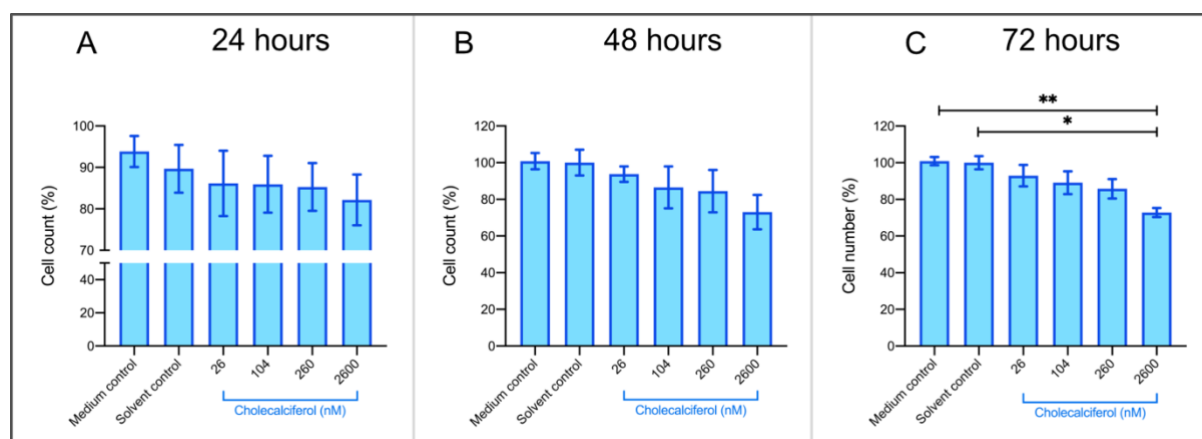 A 24 hours
Cell count (%)
100
90
80
70
40
20
0
Medium control
Solvent control
26
104
260
2600
Cholecalciferol (nM)
B 48 hours
Cell count (%)
120
100
80
60
40
20
0
Medium control
Solvent control
26
104
260
2600
Cholecalciferol (nM)
C 72 hours
**
*
Cell number (%)
120
100
80
60
40
20
0
Medium control
Solvent control
26
104
260
2600
Cholecalciferol (nM)